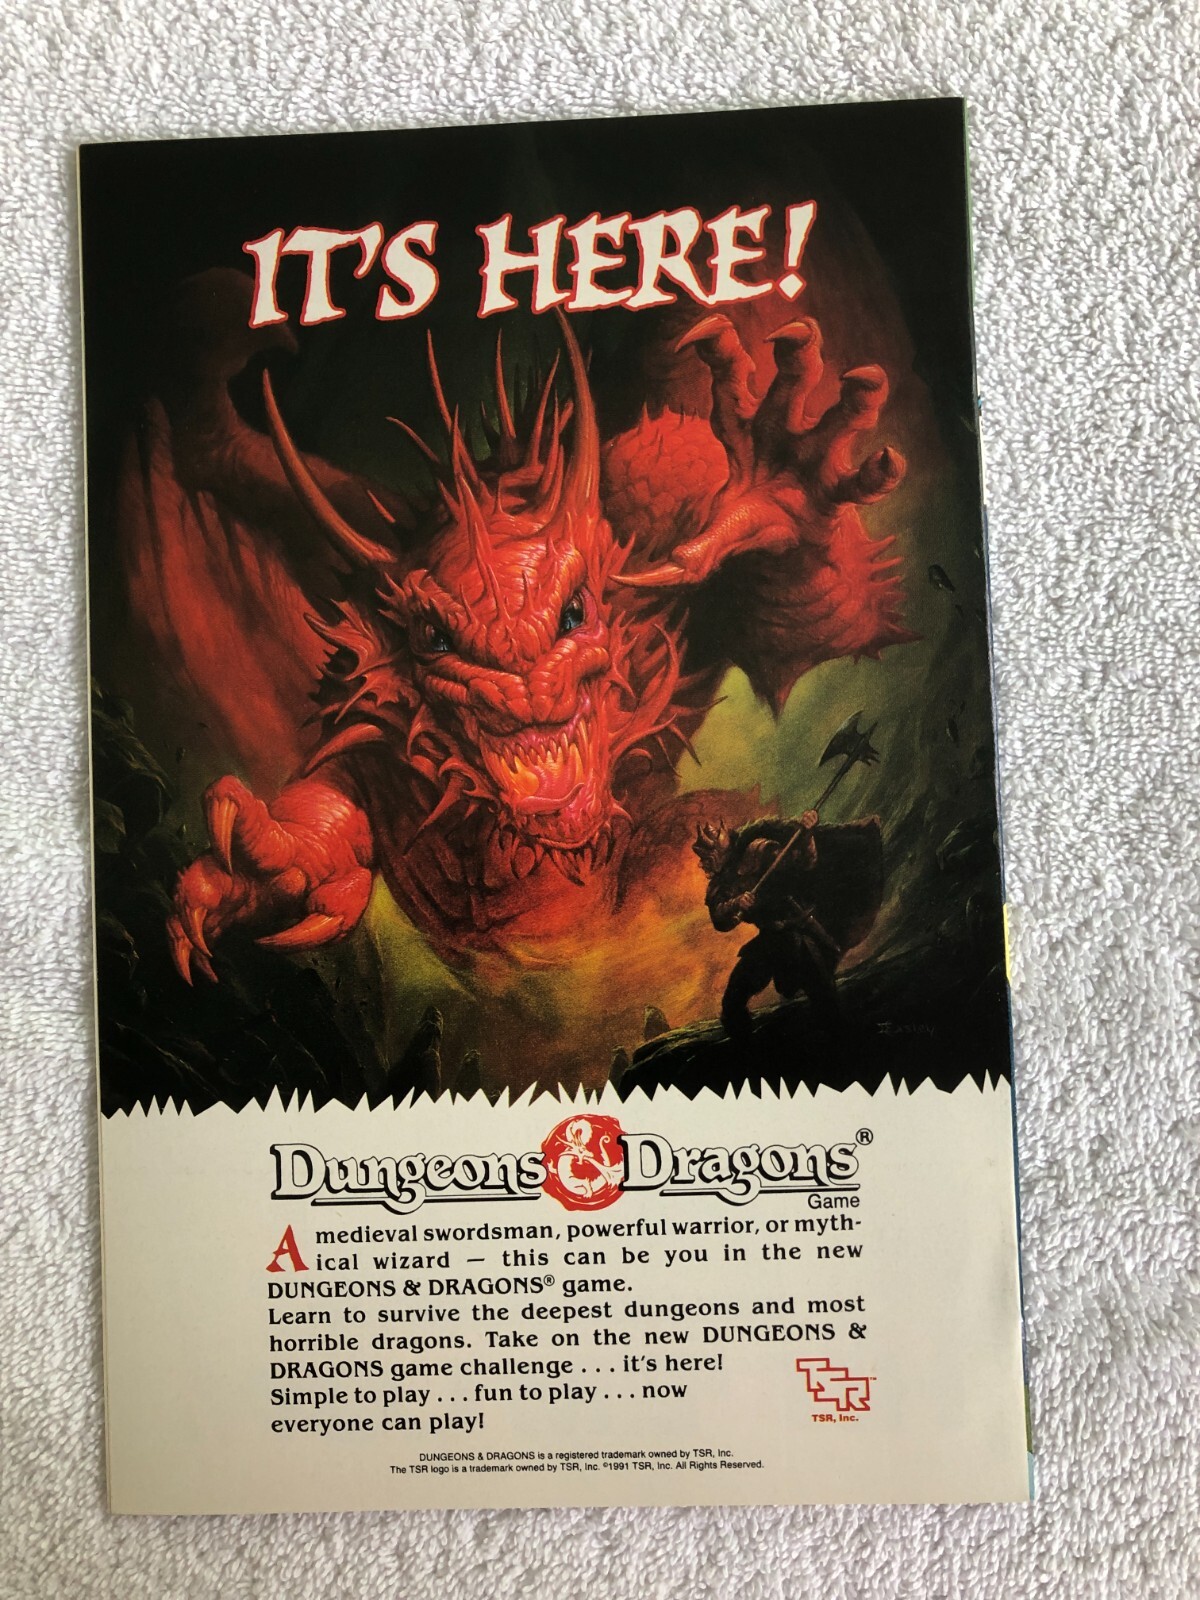 IT'S HERE!
Easley
Dungeons & Dragons®
Game
A medieval swordsman, powerful warrior, or myth-
ical wizard — this can be you in the new
DUNGEONS & DRAGONS® game.
Learn to survive the deepest dungeons and most
horrible dragons. Take on the new DUNGEONS &
DRAGONS game challenge . . . it's here!
Simple to play . . . fun to play . . . now
everyone can play!
TSR™
TSR, Inc.
DUNGEONS & DRAGONS is a registered trademark owned by TSR, Inc.
The TSR logo is a trademark owned by TSR, Inc. ©1991 TSR, Inc. All Rights Reserved.